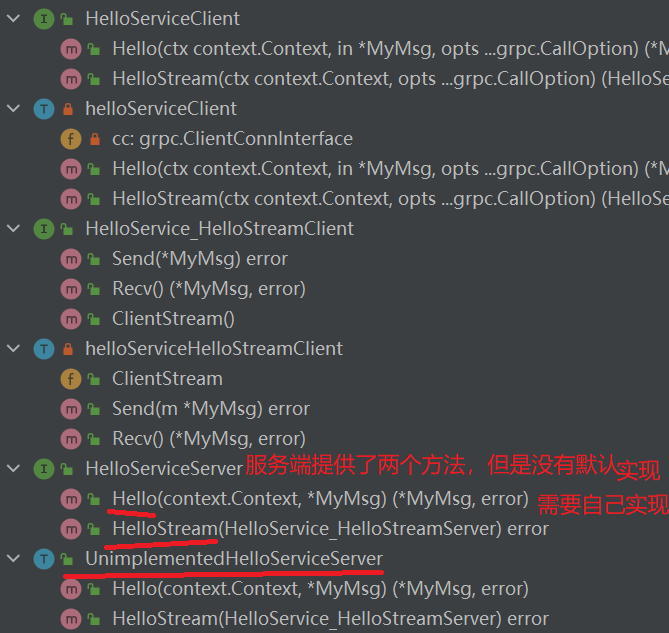 HelloServiceClient
Hello(ctx context.Context, in *MyMsg, opts ...grpc.CallOption) (*M
HelloStream(ctx context.Context, opts ...grpc.CallOption) (HelloSer
helloServiceClient
cc: grpc.ClientConnInterface
Hello(ctx context.Context, in *MyMsg, opts ...grpc.CallOption) (*M
HelloStream(ctx context.Context, opts ...grpc.CallOption) (HelloSer
HelloService_HelloStreamClient
Send(*MyMsg) error
Recv() (*MyMsg, error)
ClientStream()
helloServiceHelloStreamClient
ClientStream
Send(m *MyMsg) error
Recv() (*MyMsg, error)
HelloServiceServer 服务端提供了两个方法，但是没有默认实现
Hello(context.Context, *MyMsg) (*MyMsg, error) 需要自己实现
HelloStream(HelloService_HelloStreamServer) error
UnimplementedHelloServiceServer
Hello(context.Context, *MyMsg) (*MyMsg, error)
HelloStream(HelloService_HelloStreamServer) error